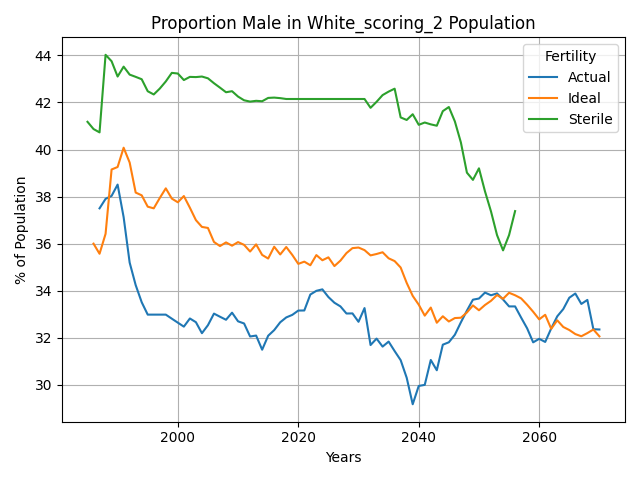 Proportion Male in White_scoring_2 Population
Fertility
Actual
Ideal
Sterile
% of Population
44
42
40
38
36
34
32
30
2000
2020
2040
2060
Years